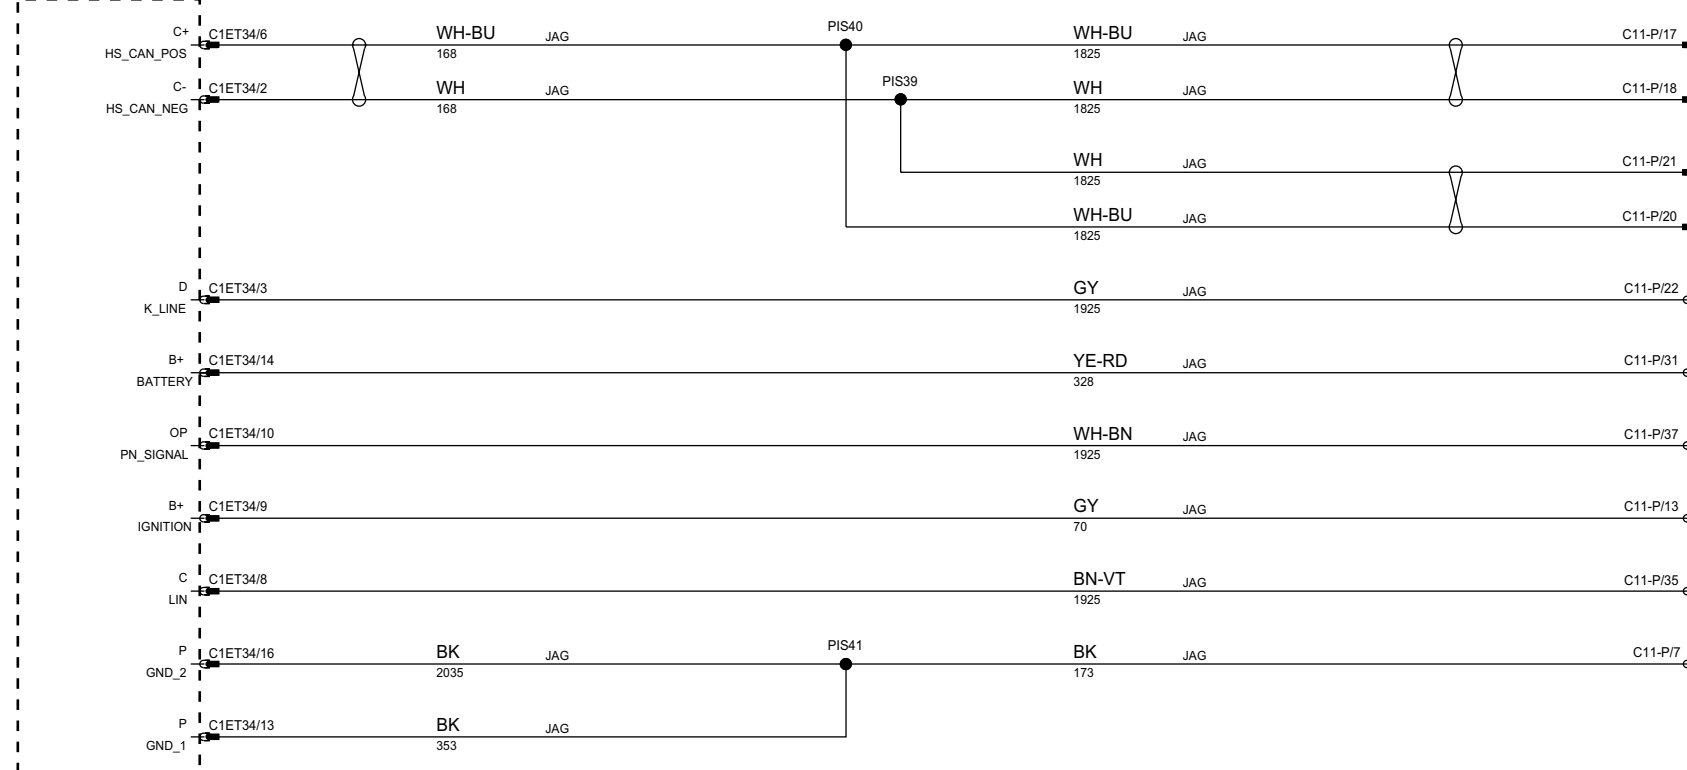 C+ C1ET34/6 WH-BU JAG PIS40 WH-BU JAG C11-P/17
HS_CAN_POS 168 1825
C- C1ET34/2 WH JAG PIS39 WH JAG C11-P/18
HS_CAN_NEG 168 1825
WH JAG C11-P/21
1825
WH-BU JAG C11-P/20
1825
D C1ET34/3 GY JAG C11-P/22
K_LINE 1925
B+ C1ET34/14 YE-RD JAG C11-P/31
BATTERY 328
OP C1ET34/10 WH-BN JAG C11-P/37
PN_SIGNAL 1925
B+ C1ET34/9 GY JAG C11-P/13
IGNITION 70
C C1ET34/8 BN-VT JAG C11-P/35
LIN 1925
P C1ET34/16 BK JAG PIS41 BK JAG C11-P/7
GND_2 2035 173
P C1ET34/13 BK JAG
GND_1 353